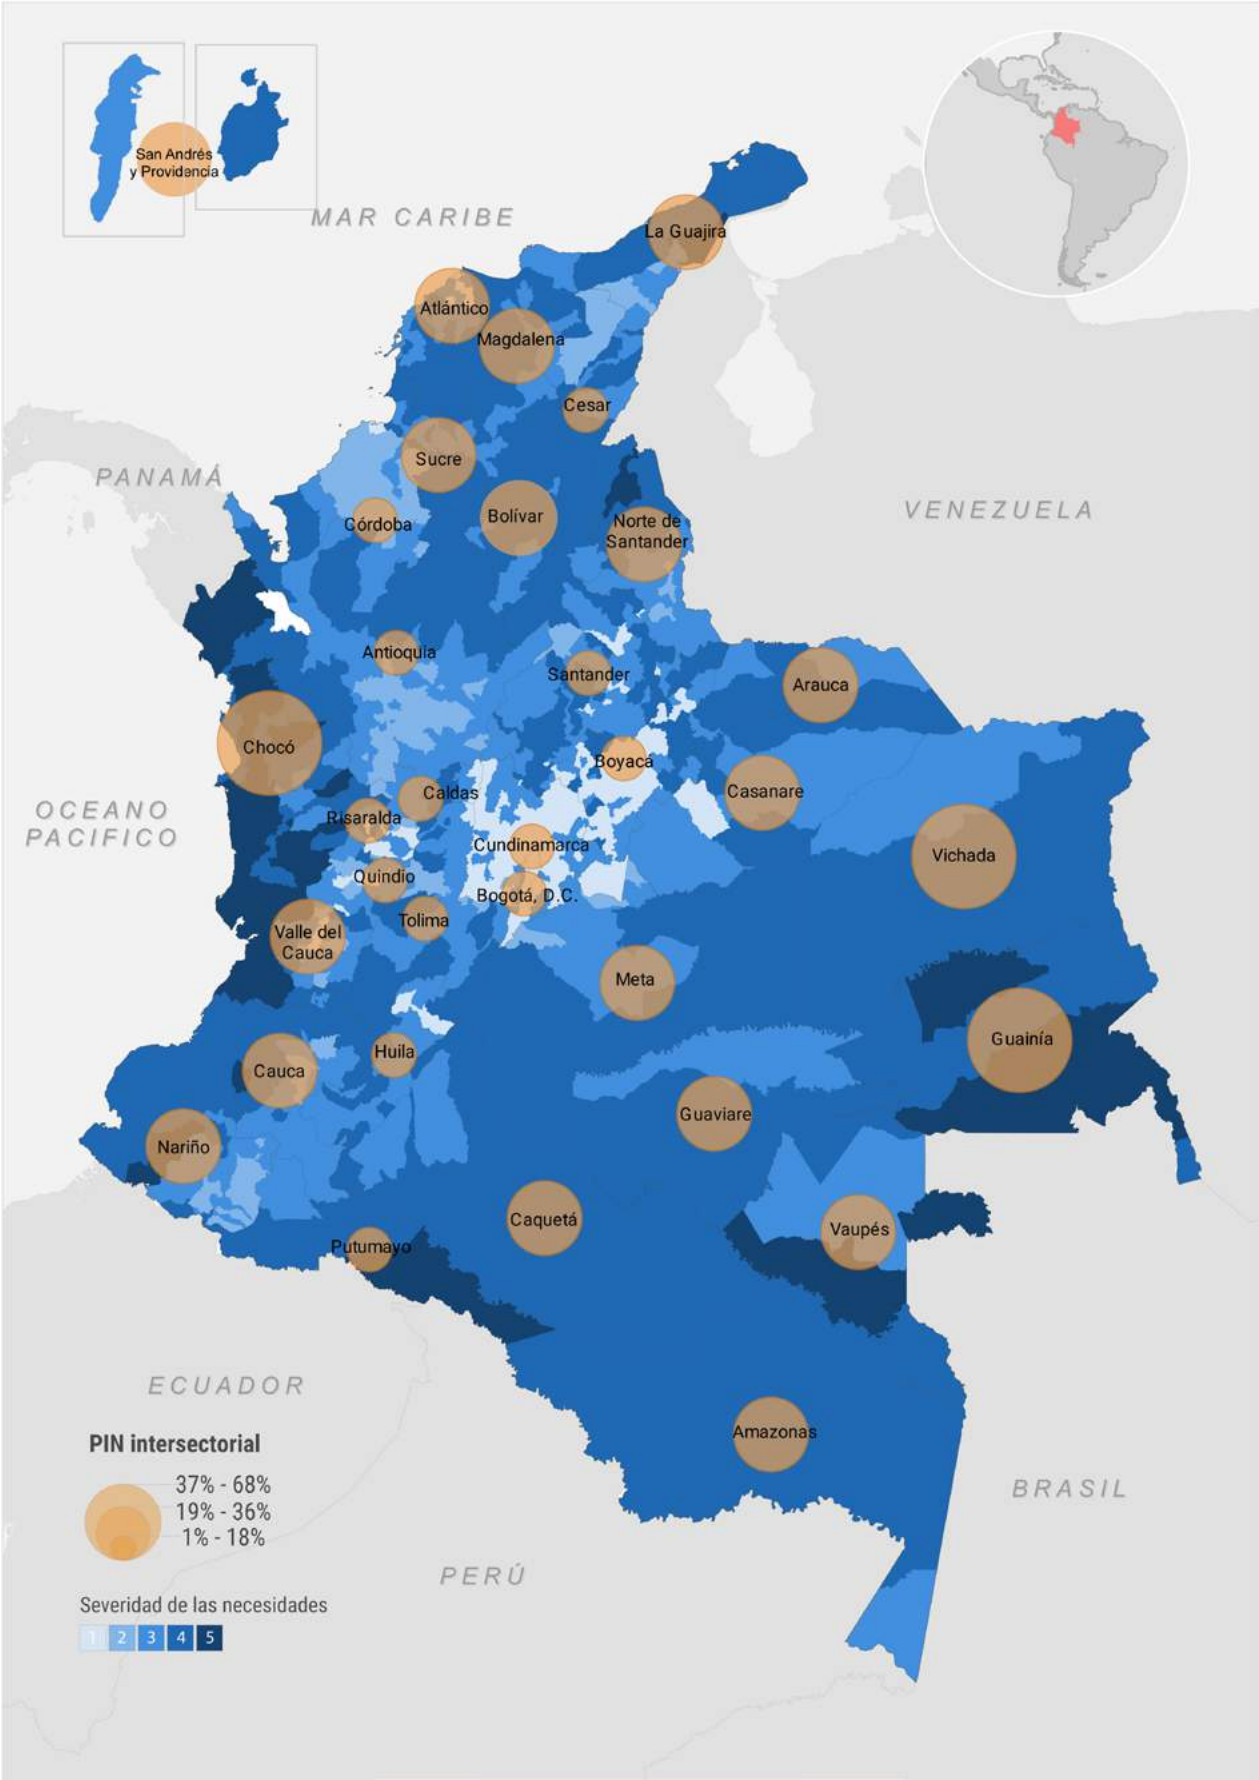 San Andrés
y Providencia
MAR CARIBE
La Guajira
Atlántico
Magdalena
Cesar
Sucre
PANAMÁ
VENEZUELA
Córdoba
Bolívar
Norte de
Santander
Antioquia
Santander
Arauca
Chocó
Boyacá
Caldas
Casanare
OCEANO
PACIFICO
Risaralda
Cundinamarca
Vichada
Quindio
Bogotá, D.C.
Tolima
Valle del
Cauca
Meta
Guainía
Huila
Cauca
Guaviare
Nariño
Caquetá
Vaupés
Putumayo
ECUADOR
Amazonas
PIN intersectorial
37% - 68%
19% - 36%
1% - 18%
BRASIL
PERÚ
Severidad de las necesidades
1 2 3 4 5